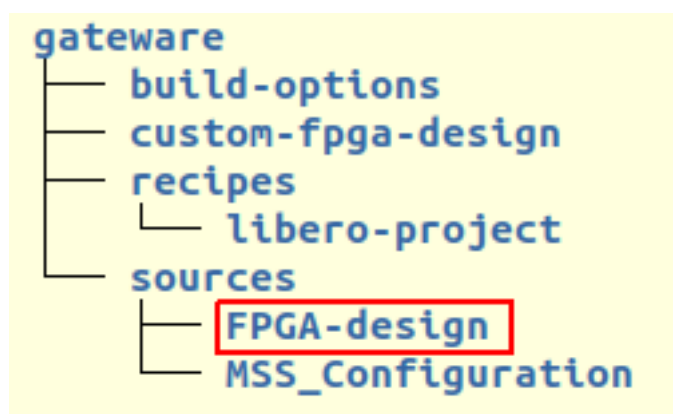 gateware
build-options
custom-fpga-design
recipes
libero-project
sources
FPGA-design
MSS_Configuration